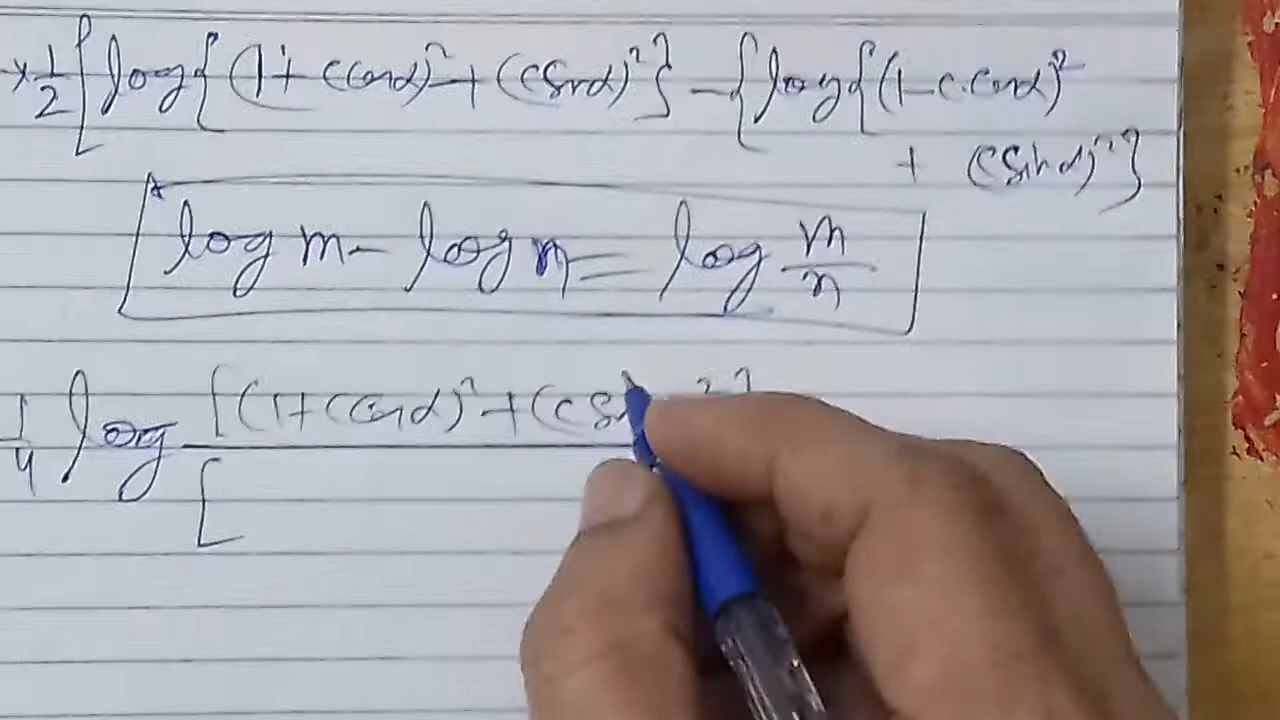 × 1/2 { log{ (1 + c cosα)² + (c sinα)² } - { log{ (1 - c.cosα)²
+ (c sinα)² }
log m - log n = log m/n
1/4 log [ (1 + c cosα)² + (c S ² ]
[